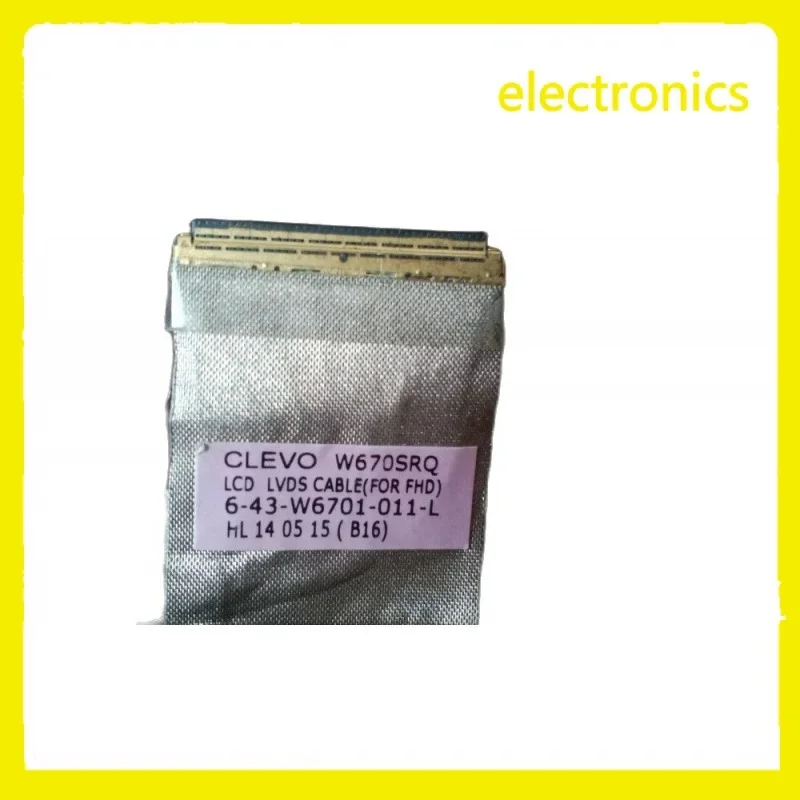 electronics
CLEVO W670SRQ
LCD LVDS CABLE(FOR FHD)
6-43-W6701-011-L
HL 14 05 15 ( B16)